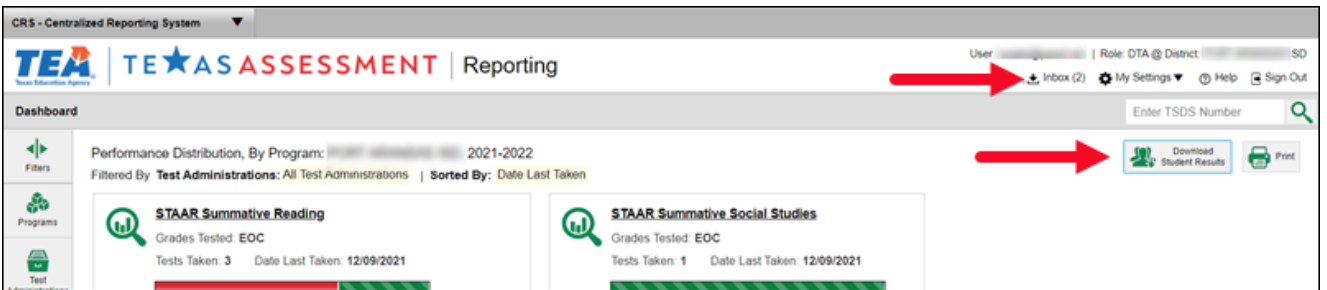 CRS - Centralized Reporting System ▼
TEA Texas Education Agency
TEXAS ASSESSMENT | Reporting
User | Role: DTA @ District SD
Inbox (2) My Settings ▼ Help Sign Out
Dashboard
Enter TSDS Number
Filters
Programs
Test
Administrations
Performance Distribution, By Program: 2021-2022
Filtered By Test Administrations: All Test Administrations | Sorted By: Date Last Taken
Download
Student Results
Print
STAAR Summative Reading
Grades Tested: EOC
Tests Taken: 3 Date Last Taken: 12/09/2021
STAAR Summative Social Studies
Grades Tested: EOC
Tests Taken: 1 Date Last Taken: 12/09/2021